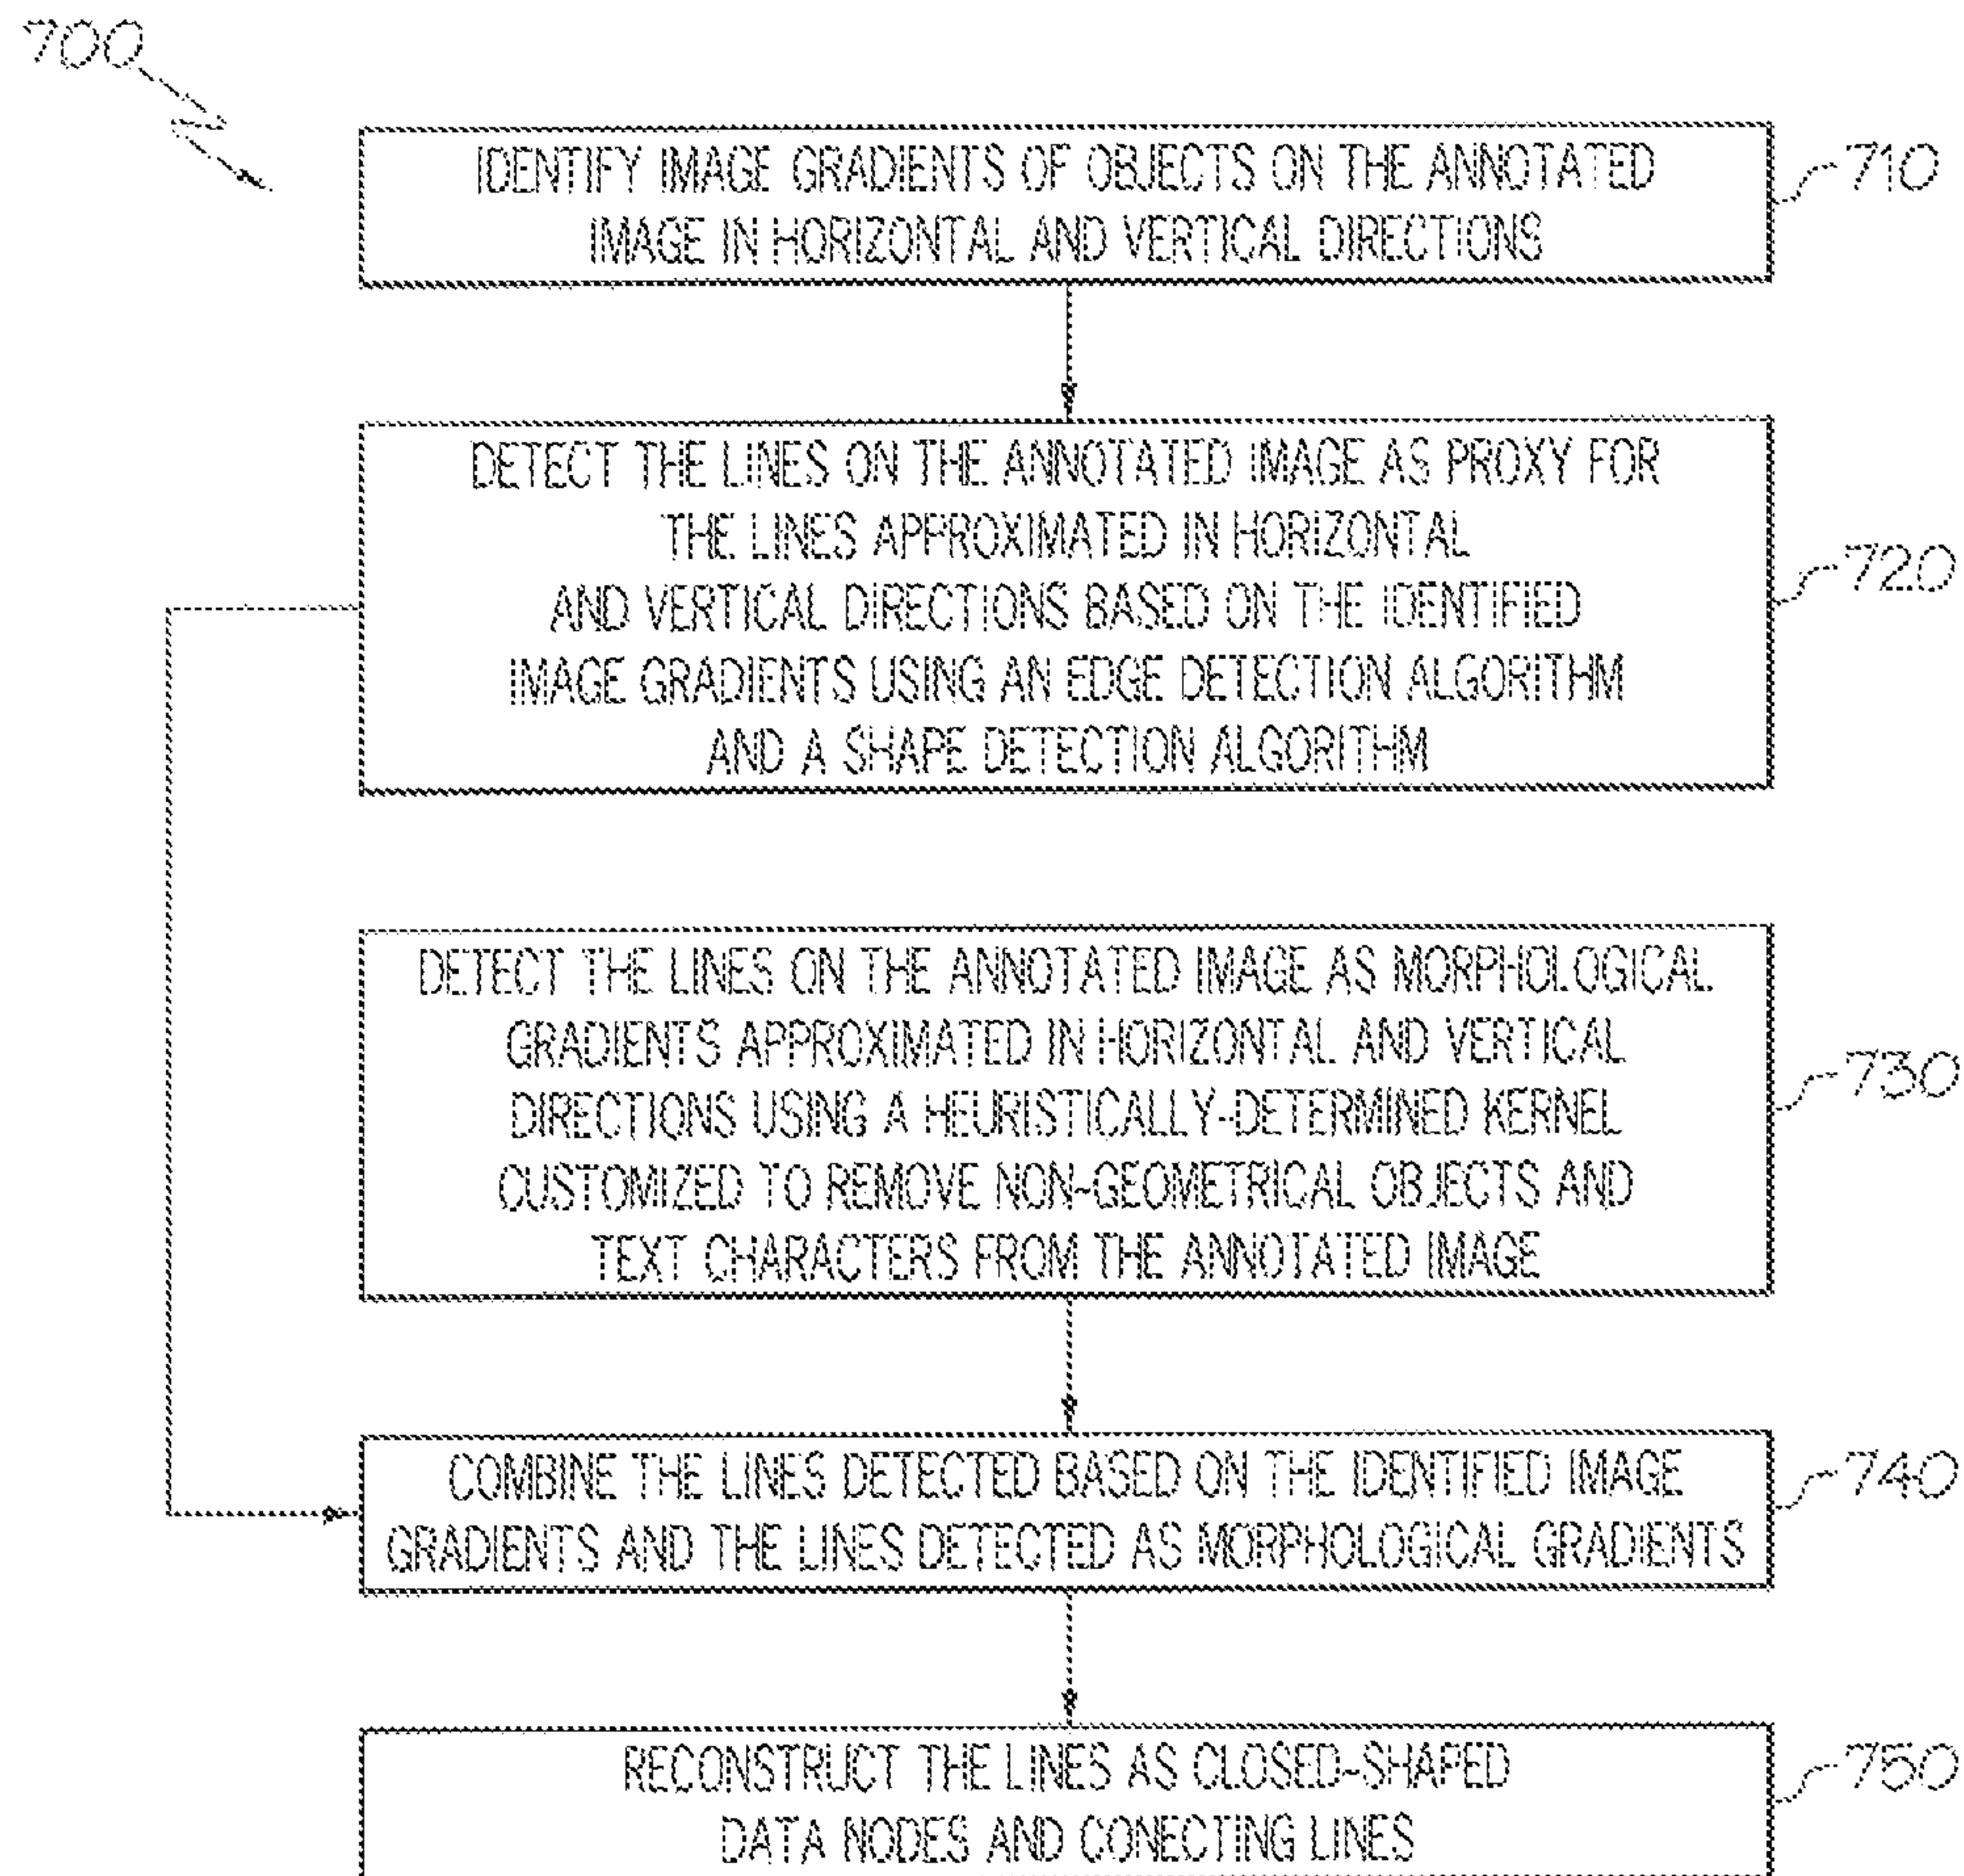 700
IDENTIFY IMAGE GRADIENTS OF OBJECTS ON THE ANNOTATED
IMAGE IN HORIZONTAL AND VERTICAL DIRECTIONS
710
DETECT THE LINES ON THE ANNOTATED IMAGE AS PROXY FOR
THE LINES APPROXIMATED IN HORIZONTAL
AND VERTICAL DIRECTIONS BASED ON THE IDENTIFIED
IMAGE GRADIENTS USING AN EDGE DETECTION ALGORITHM
AND A SHAPE DETECTION ALGORITHM
720
DETECT THE LINES ON THE ANNOTATED IMAGE AS MORPHOLOGICAL
GRADIENTS APPROXIMATED IN HORIZONTAL AND VERTICAL
DIRECTIONS USING A HEURISTICALLY-DETERMINED KERNEL
CUSTOMIZED TO REMOVE NON-GEOMETRICAL OBJECTS AND
TEXT CHARACTERS FROM THE ANNOTATED IMAGE
730
COMBINE THE LINES DETECTED BASED ON THE IDENTIFIED IMAGE
GRADIENTS AND THE LINES DETECTED AS MORPHOLOGICAL GRADIENTS
740
RECONSTRUCT THE LINES AS CLOSED-SHAPED
DATA NODES AND CONECTING LINES
750